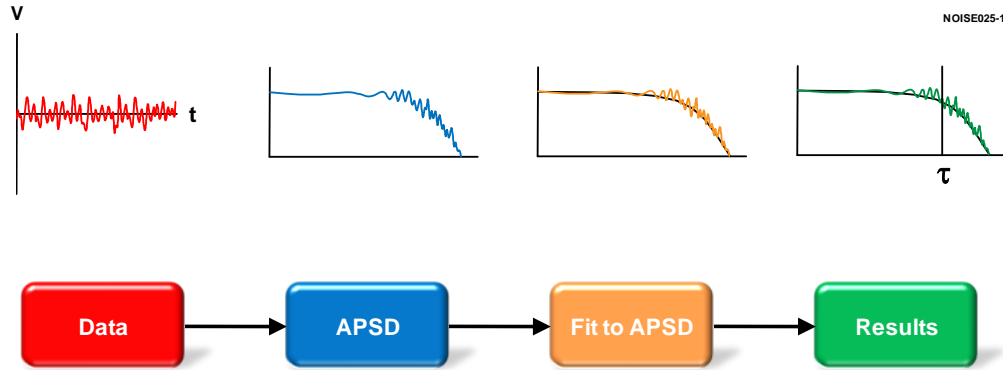 V
NOISE025-1
t
τ
Data
APSD
Fit to APSD
Results